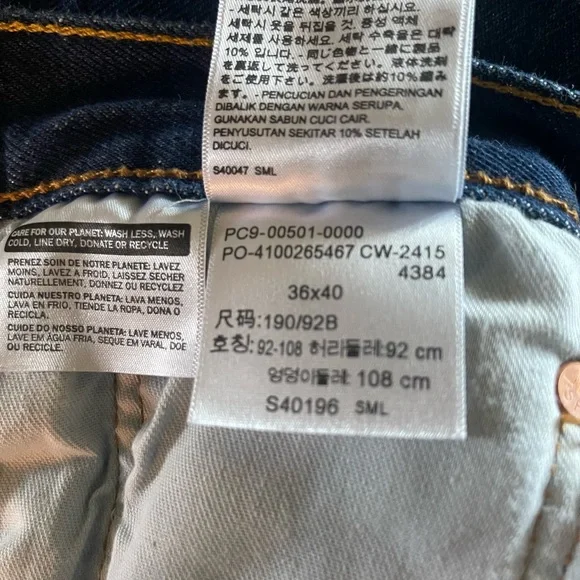 세탁시 같은 색상끼리 하십시오.
세탁시 옷을 뒤집을 것. 중성 액체
세제를 사용하세요. 세탁 수축율은 대략
10% 입니다 - 同じ色物と一緒に
裏返して洗ってください。液体洗剤
をご使用ください。洗濯後は約10%縮み
ます。- PENCUCIAN DAN PENGERINGAN
DIBALIK DENGAN WARNA SERUPA.
GUNAKAN SABUN CUCI CAIR.
PENYUSUTAN SEKITAR 10% SETELAH
DICUCI.
S40047 SML
CARE FOR OUR PLANET: WASH LESS, WASH
COLD, LINE DRY, DONATE OR RECYCLE
PRENEZ SOIN DE NOTRE PLANÈTE: LAVEZ
MOINS, LAVEZ À FROID, LAISSEZ SÉCHER
NATURELLEMENT, DONNEZ OU RECYCLEZ
CUIDA NUESTRO PLANETA: LAVA MENOS,
LAVA EN FRIO, TIENDE LA ROPA, DONA O
RECICLA.
CUIDE DO NOSSO PLANETA: LAVE MENOS,
LAVE EM ÁGUA FRIA, SEQUE EM VARAL, DOE
OU RECICLE.
PC9-00501-0000
PO-4100265467 CW-2415
4384
36x40
尺码:190/92B
호칭: 92-108 허리둘레:92 cm
엉덩이둘레: 108 cm
S40196 SML